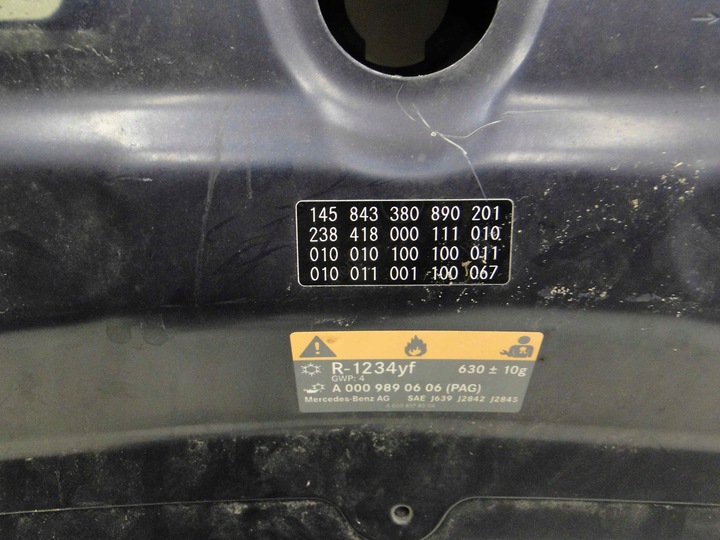 145 843 380 890 201
238 418 000 111 010
010 010 100 100 011
010 011 001 100 067
R-1234yf 630 ± 10g
GWP: 4
A 000 989 06 06 (PAG)
Mercedes-Benz AG SAE J639 J2842 J2845